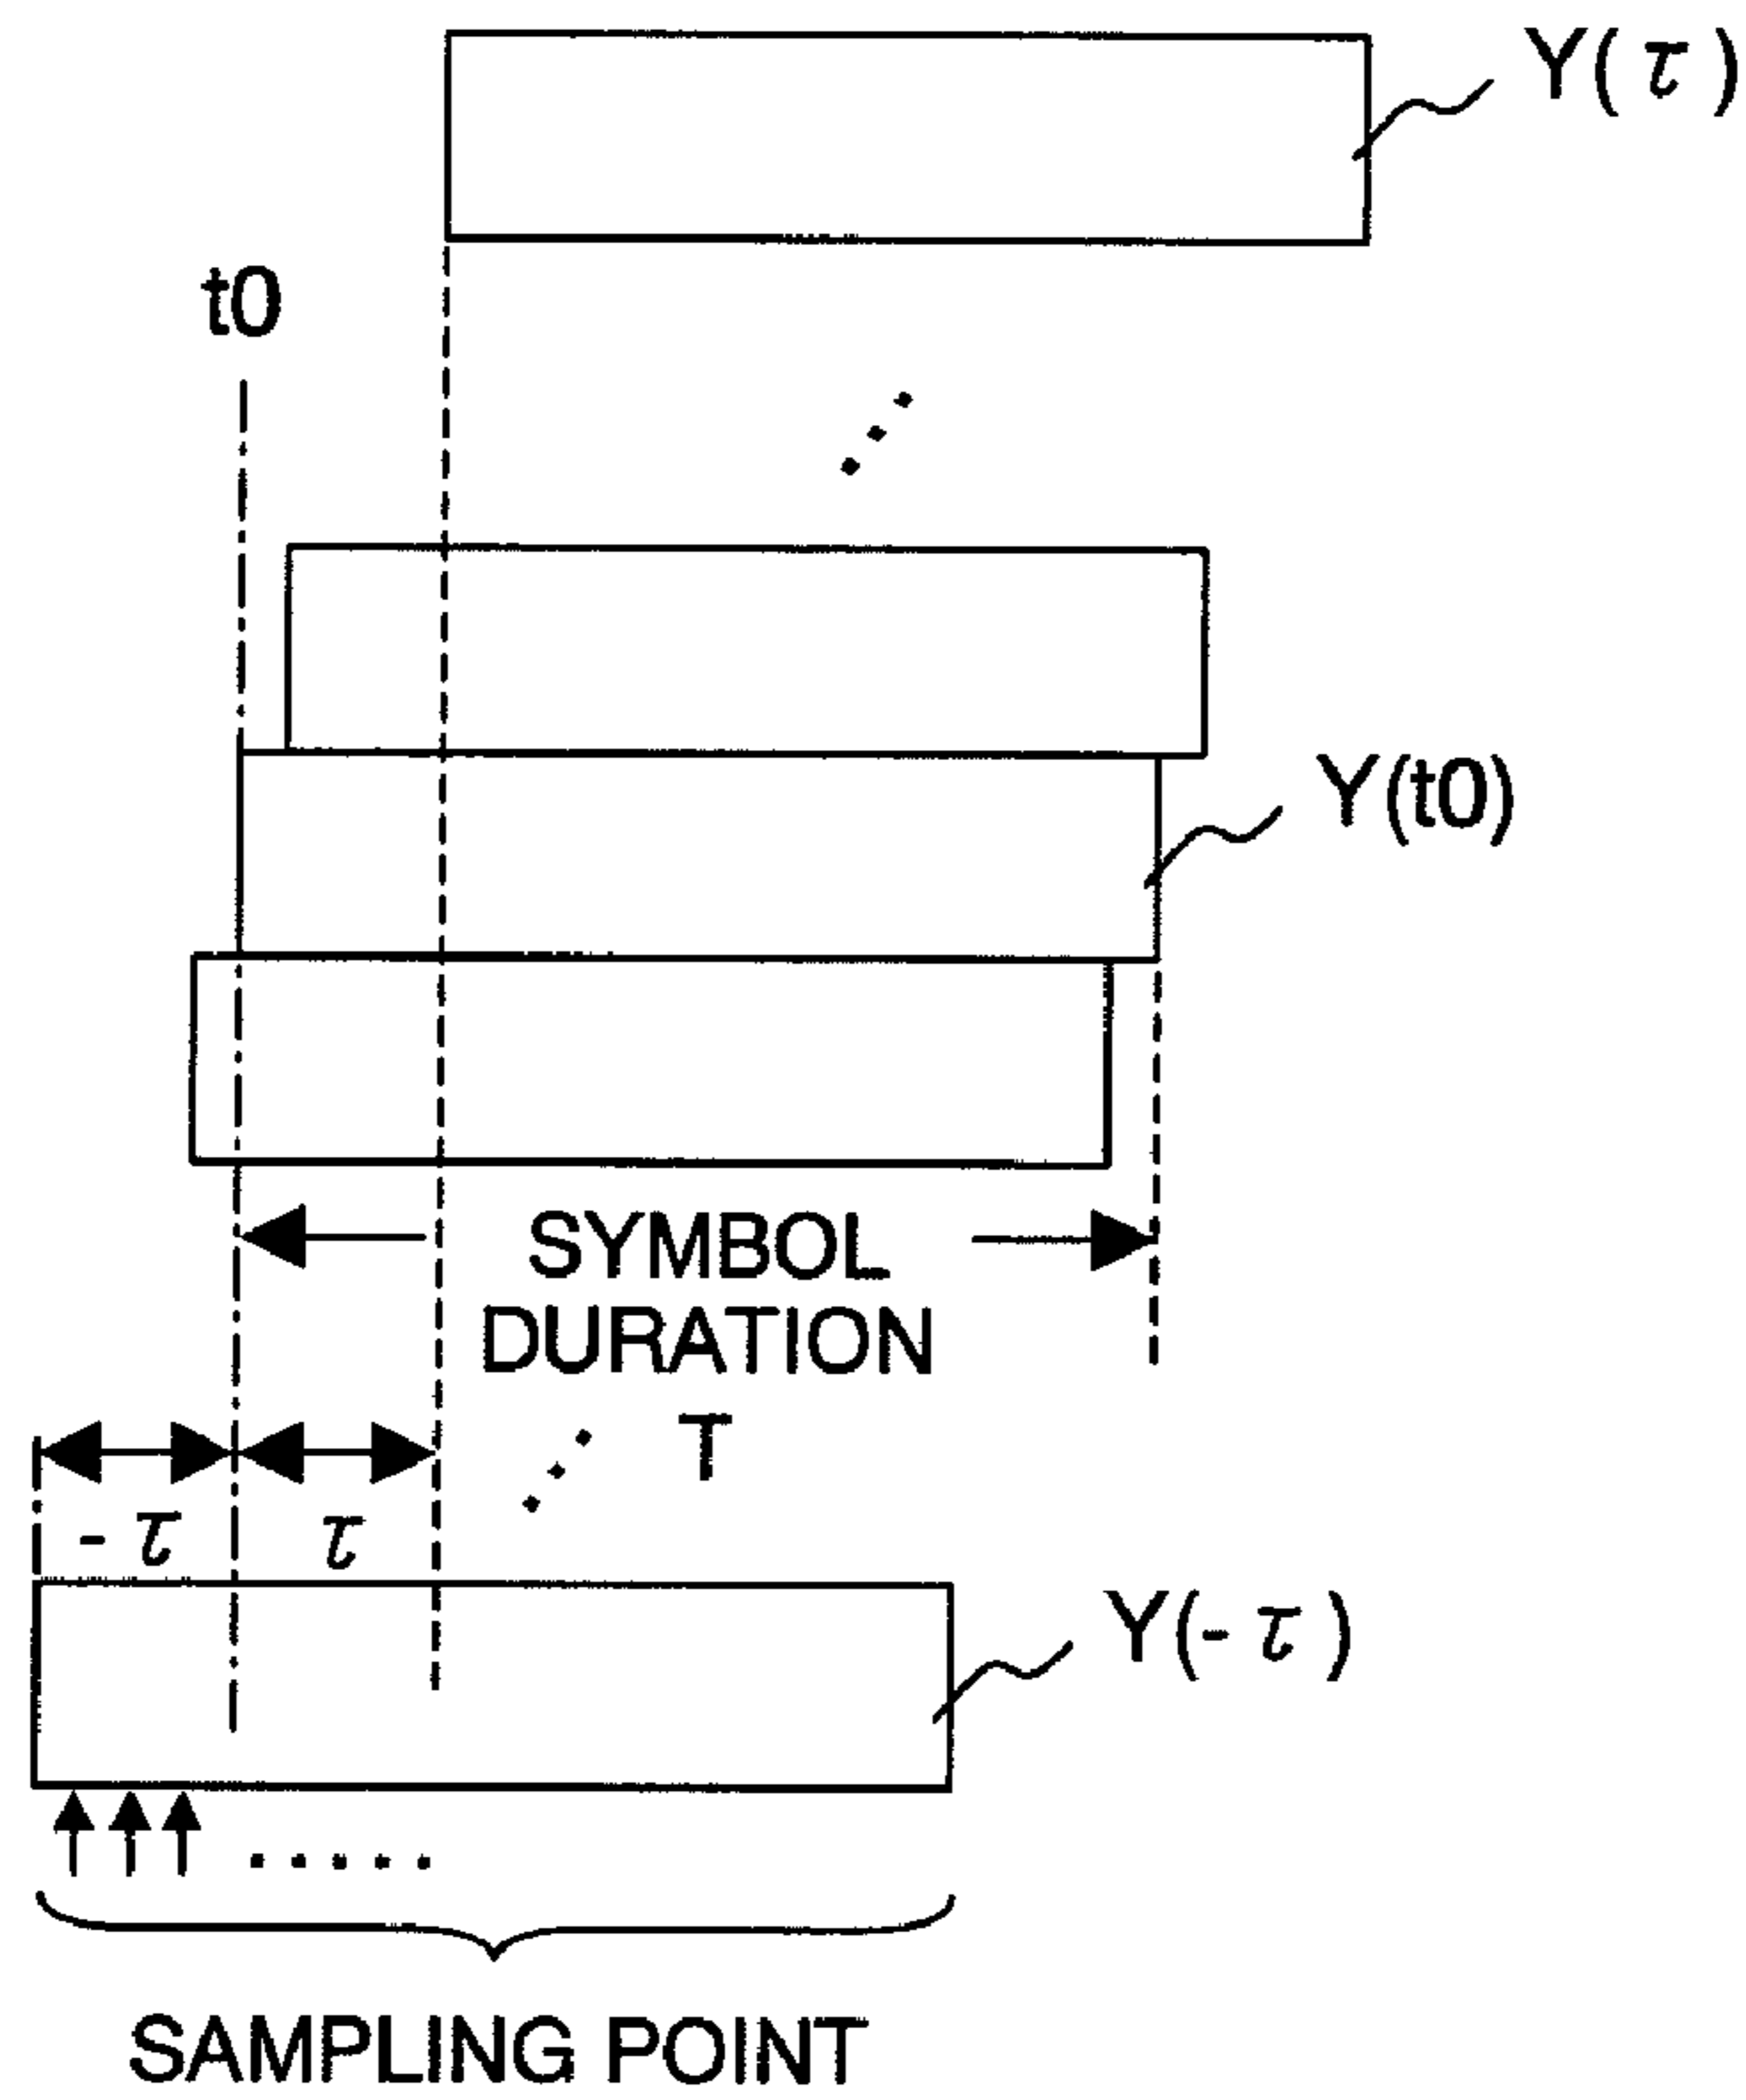 Y(τ)
t0
Y(t0)
SYMBOL
DURATION
T
-τ
τ
Y(-τ)
SAMPLING POINT